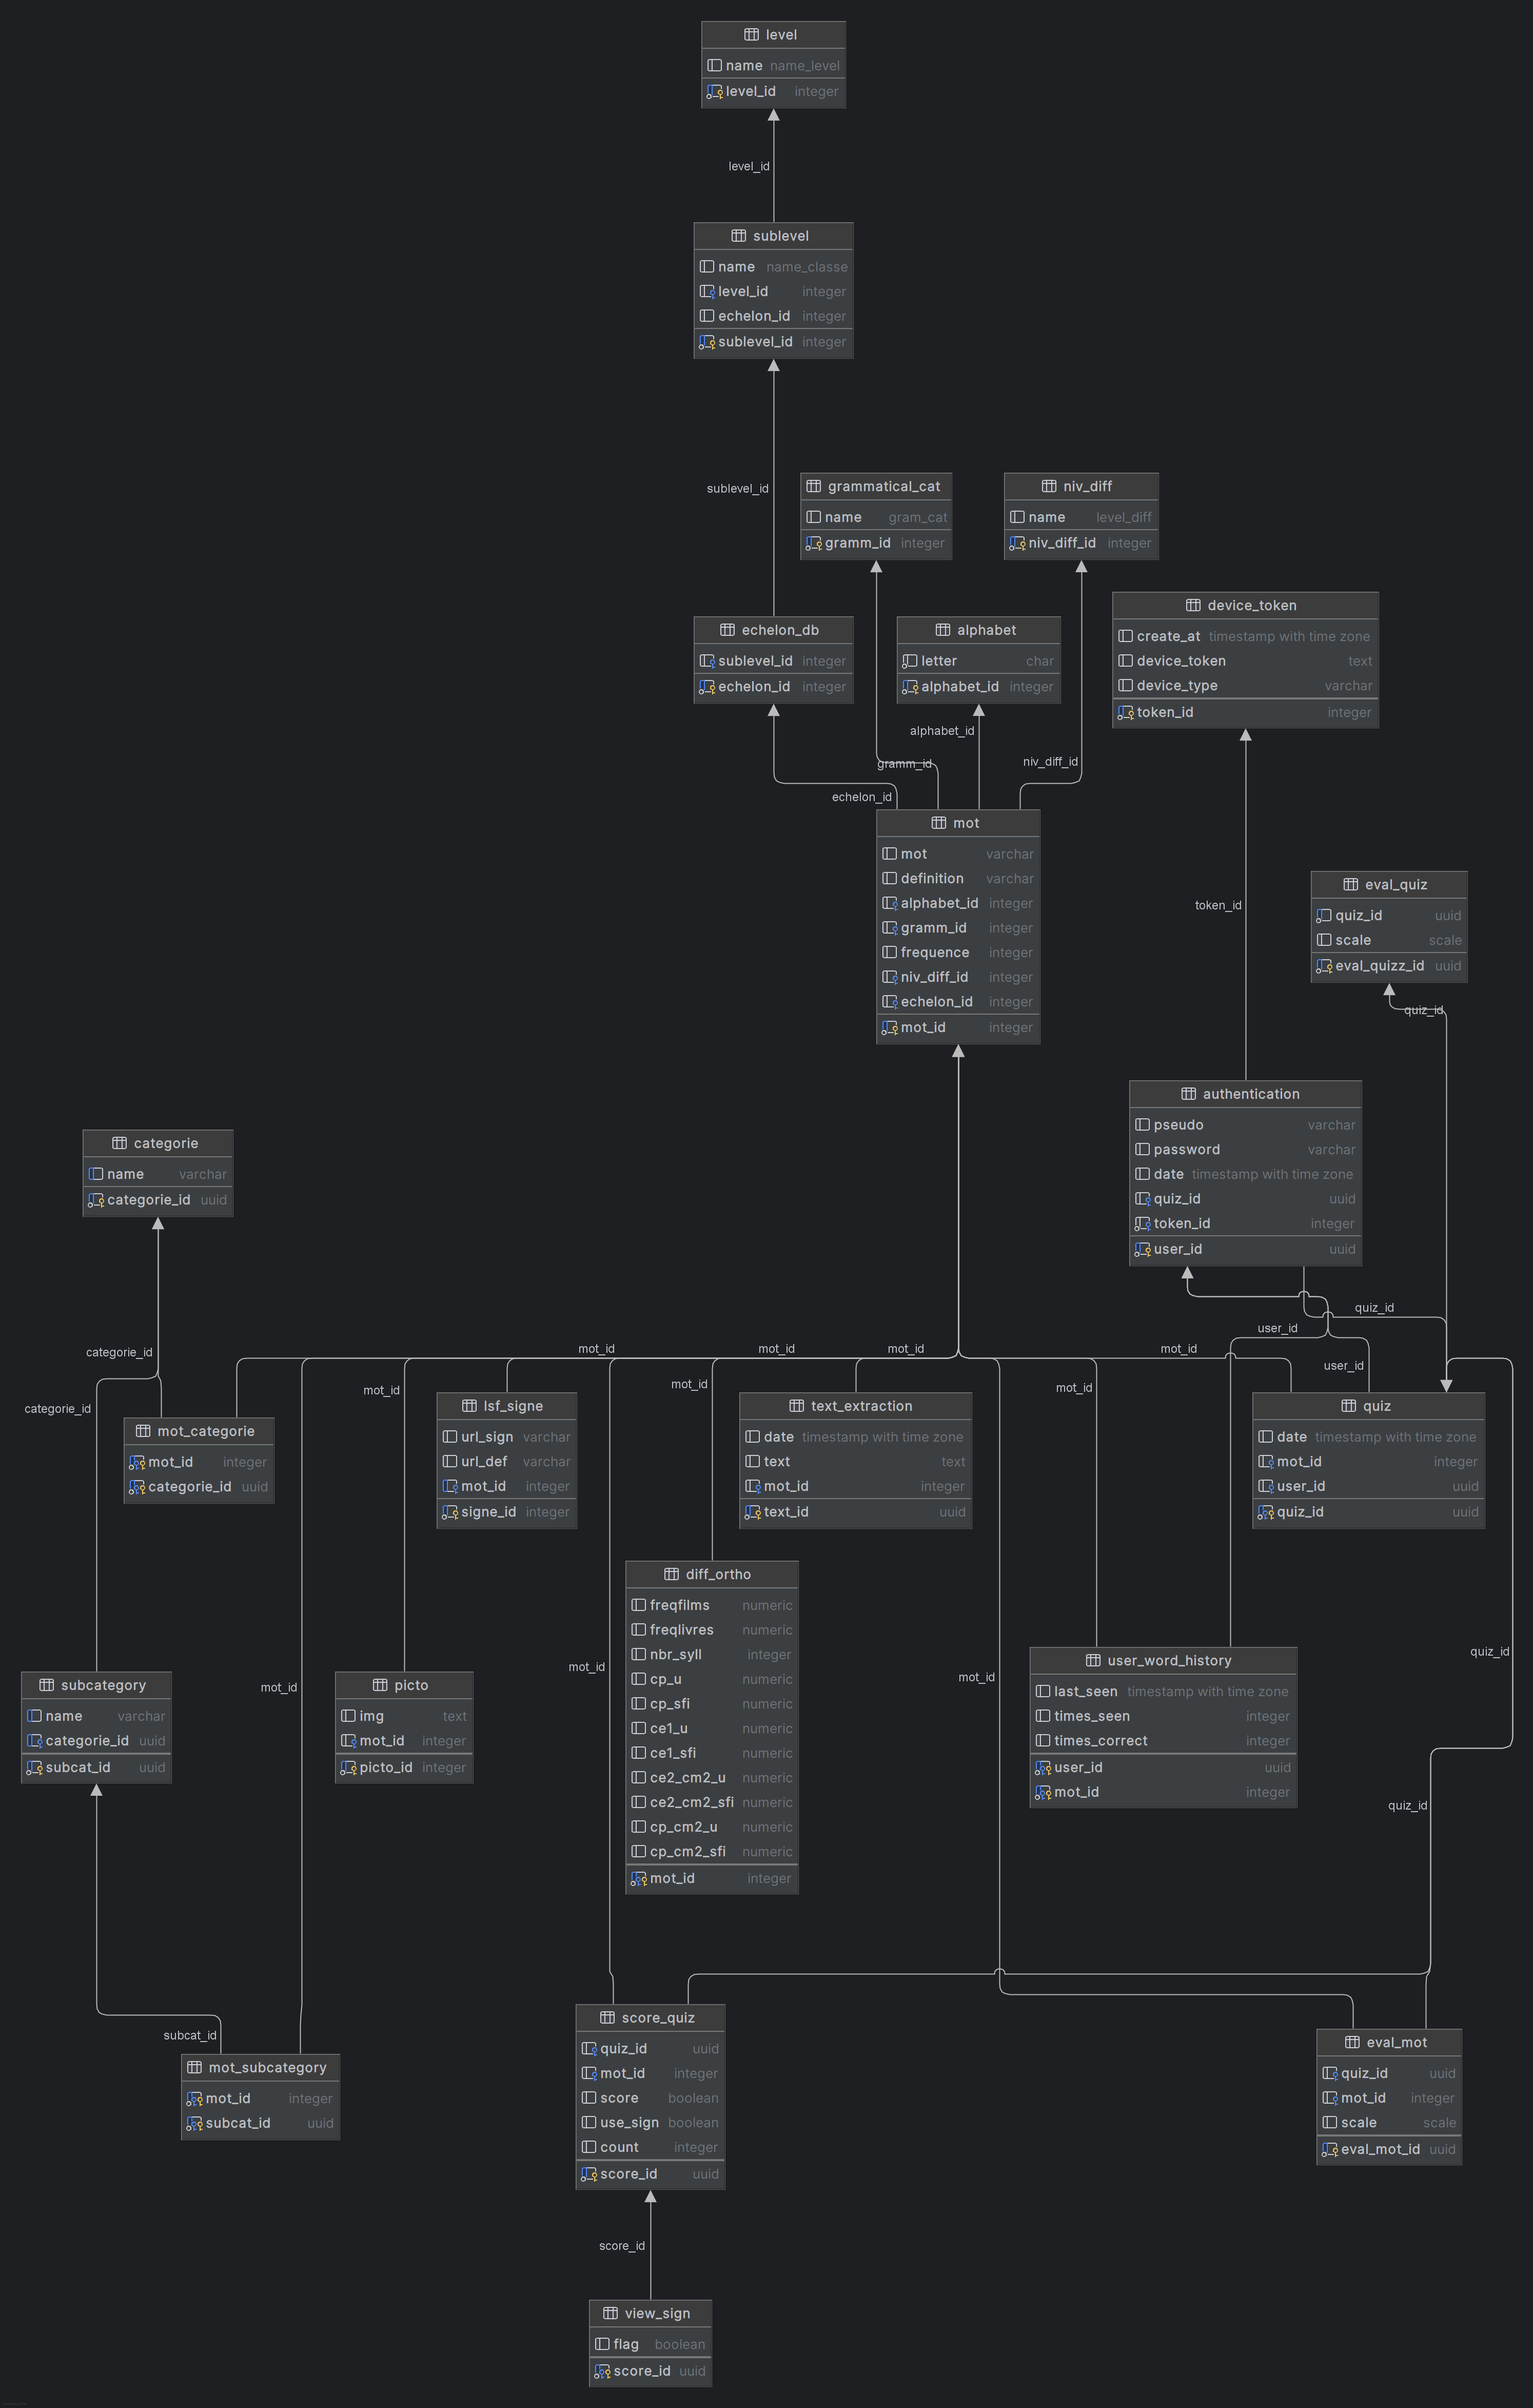 level
name name_level
level_id integer
level_id
sublevel
name name_classe
level_id integer
echelon_id integer
sublevel_id integer
sublevel_id
grammatical_cat
name gram_cat
gramm_id integer
niv_diff
name level_diff
niv_diff_id integer
device_token
create_at timestamp with time zone
device_token text
device_type varchar
token_id integer
echelon_db
sublevel_id integer
echelon_id integer
alphabet
letter char
alphabet_id integer
alphabet_id
gramm_id
niv_diff_id
echelon_id
mot
mot varchar
definition varchar
alphabet_id integer
gramm_id integer
frequence integer
niv_diff_id integer
echelon_id integer
mot_id integer
token_id
eval_quiz
quiz_id uuid
scale scale
eval_quizz_id uuid
quiz_id
authentication
pseudo varchar
password varchar
date timestamp with time zone
quiz_id uuid
token_id integer
user_id uuid
categorie
name varchar
categorie_id uuid
quiz_id
user_id
categorie_id
mot_id
mot_id
mot_id
mot_id
user_id
categorie_id
mot_id
mot_id
mot_id
mot_categorie
mot_id integer
categorie_id uuid
lsf_signe
url_sign varchar
url_def varchar
mot_id integer
signe_id integer
text_extraction
date timestamp with time zone
text text
mot_id integer
text_id uuid
quiz
date timestamp with time zone
mot_id integer
user_id uuid
quiz_id uuid
diff_ortho
freqfilms numeric
freqlivres numeric
nbr_syll integer
cp_u numeric
cp_sfi numeric
ce1_u numeric
ce1_sfi numeric
ce2_cm2_u numeric
ce2_cm2_sfi numeric
cp_cm2_u numeric
cp_cm2_sfi numeric
mot_id integer
quiz_id
mot_id
mot_id
mot_id
subcategory
name varchar
categorie_id uuid
subcat_id uuid
picto
img text
mot_id integer
picto_id integer
user_word_history
last_seen timestamp with time zone
times_seen integer
times_correct integer
user_id uuid
mot_id integer
quiz_id
subcat_id
mot_subcategory
mot_id integer
subcat_id uuid
score_quiz
quiz_id uuid
mot_id integer
score boolean
use_sign boolean
count integer
score_id uuid
eval_mot
quiz_id uuid
mot_id integer
scale scale
eval_mot_id uuid
score_id
view_sign
flag boolean
score_id uuid